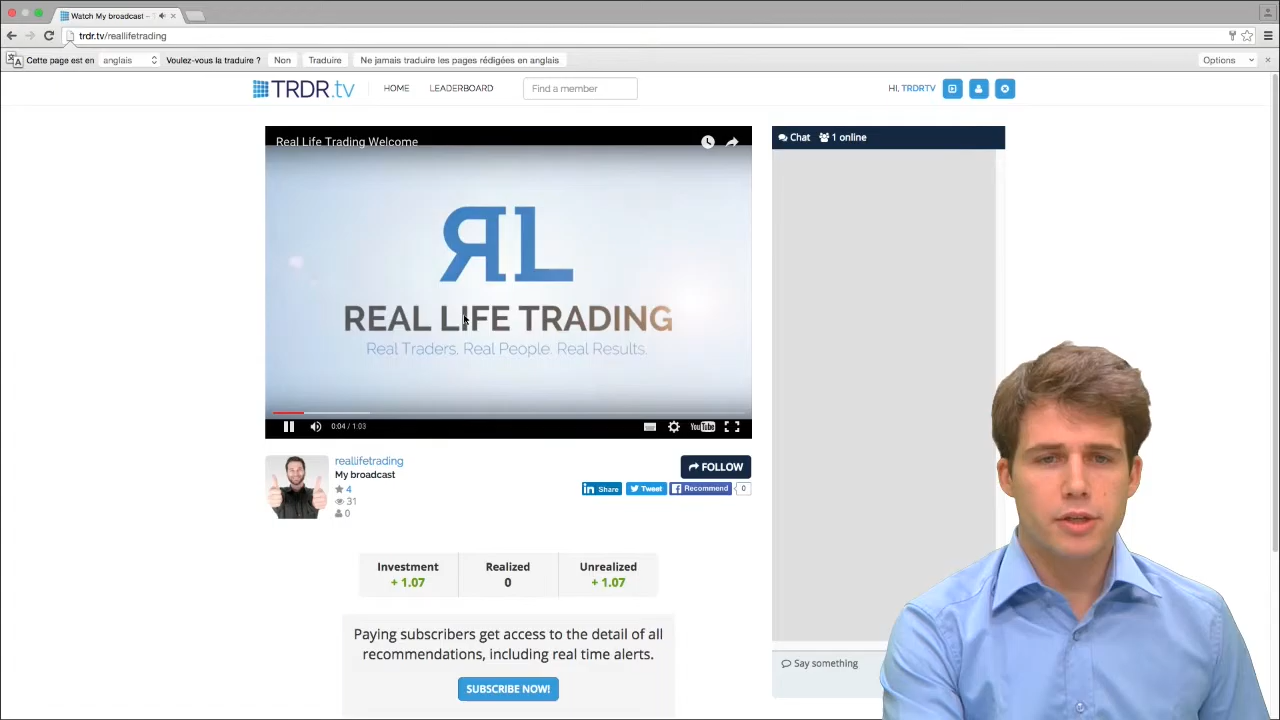 Watch My broadcast –
trdr.tv/reallifetrading
Cette page est en anglais Voulez-vous la traduire ? Non Traduire Ne jamais traduire les pages rédigées en anglais Options
TRDR.tv HOME LEADERBOARD Find a member HI, TRDRTV
Real Life Trading Welcome
Chat 1 online
RL
REAL LIFE TRADING
Real Traders. Real People. Real Results.
0:04 / 1:03 YouTube
reallifetrading
My broadcast
FOLLOW
4
in Share Tweet Recommend 0
31
0
Investment Realized Unrealized
+ 1.07 0 + 1.07
Paying subscribers get access to the detail of all
recommendations, including real time alerts.
SUBSCRIBE NOW!
Say something